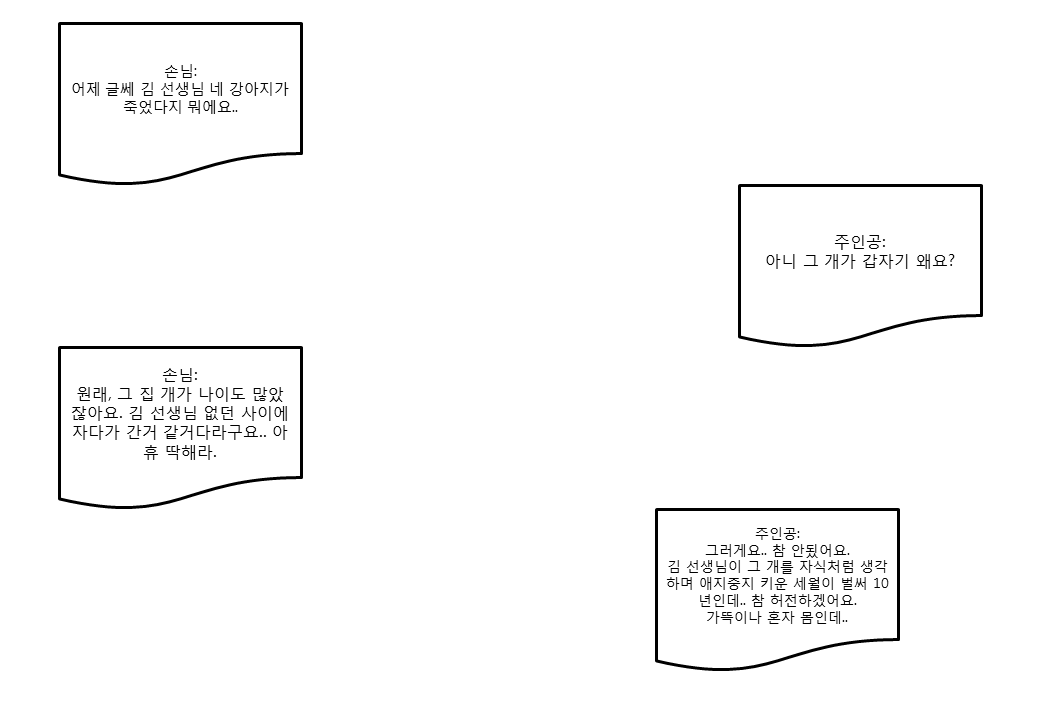 손님:
어제 글쎄 김 선생님 네 강아지가
죽었다지 뭐에요..
주인공:
아니 그 개가 갑자기 왜요?
손님:
원래, 그 집 개가 나이도 많았
잖아요. 김 선생님 없던 사이에
자다가 간거 같거다라구요.. 아
휴 딱해라.
주인공:
그러게요.. 참 안됬어요.
김 선생님이 그 개를 자식처럼 생각
하며 애지중지 키운 세월이 벌써 10
년인데.. 참 허전하겠어요.
가뜩이나 혼자 몸인데..